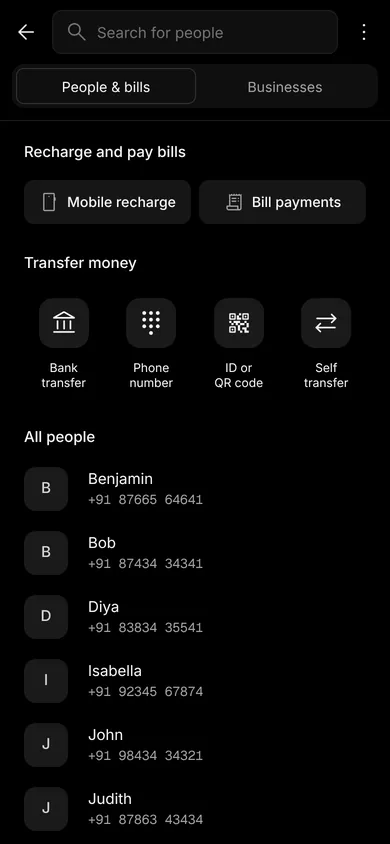 Search for people
People & bills
Businesses
Recharge and pay bills
Mobile recharge
Bill payments
Transfer money
Bank
transfer
Phone
number
ID or
QR code
Self
transfer
All people
B
Benjamin
+91 87665 64641
B
Bob
+91 87434 34341
D
Diya
+91 83834 35541
I
Isabella
+91 92345 67874
J
John
+91 98434 34321
J
Judith
+91 87863 43434